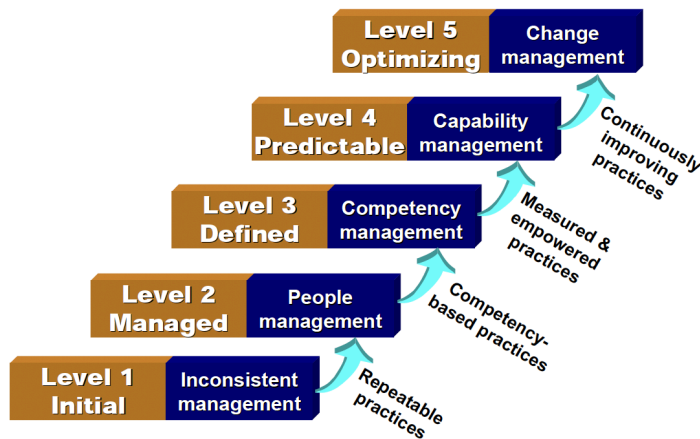 Level 5
Optimizing
Change
management
Level 4
Predictable
Capability
management
Continuously
improving
practices
Level 3
Defined
Competency
management
Measured &
empowered
practices
Level 2
Managed
People
management
Competency-
based practices
Level 1
Initial
Inconsistent
management
Repeatable
practices